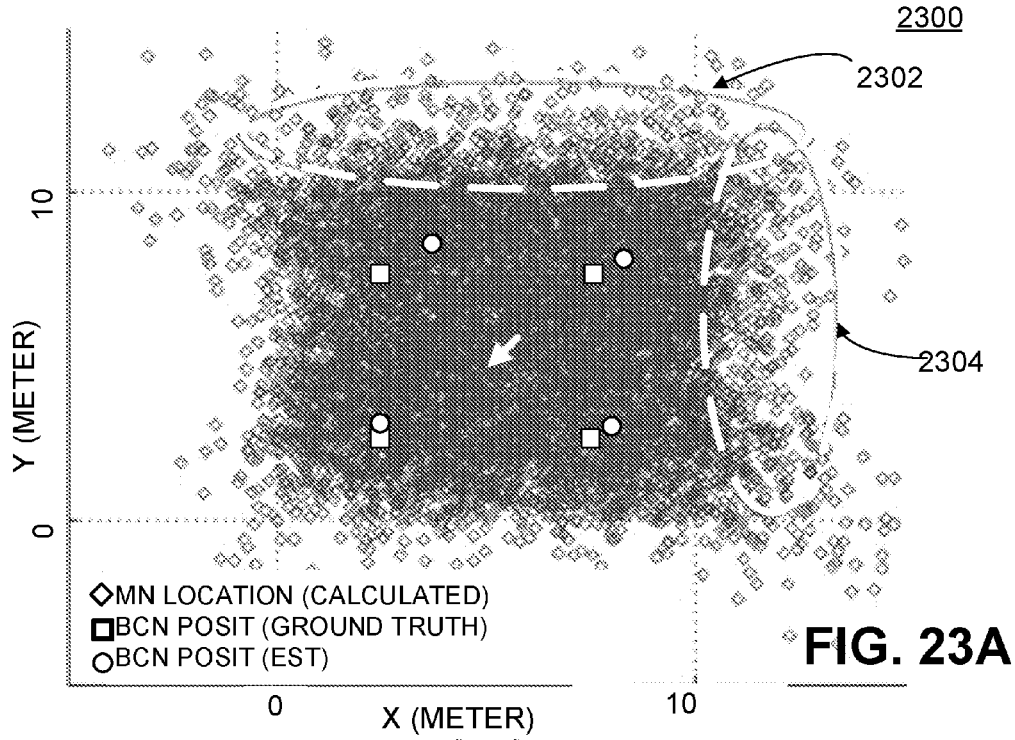 2300
2302
10
2304
Y (METER)
0
MN LOCATION (CALCULATED)
BCN POSIT (GROUND TRUTH)
BCN POSIT (EST)
FIG. 23A
0
10
X (METER)